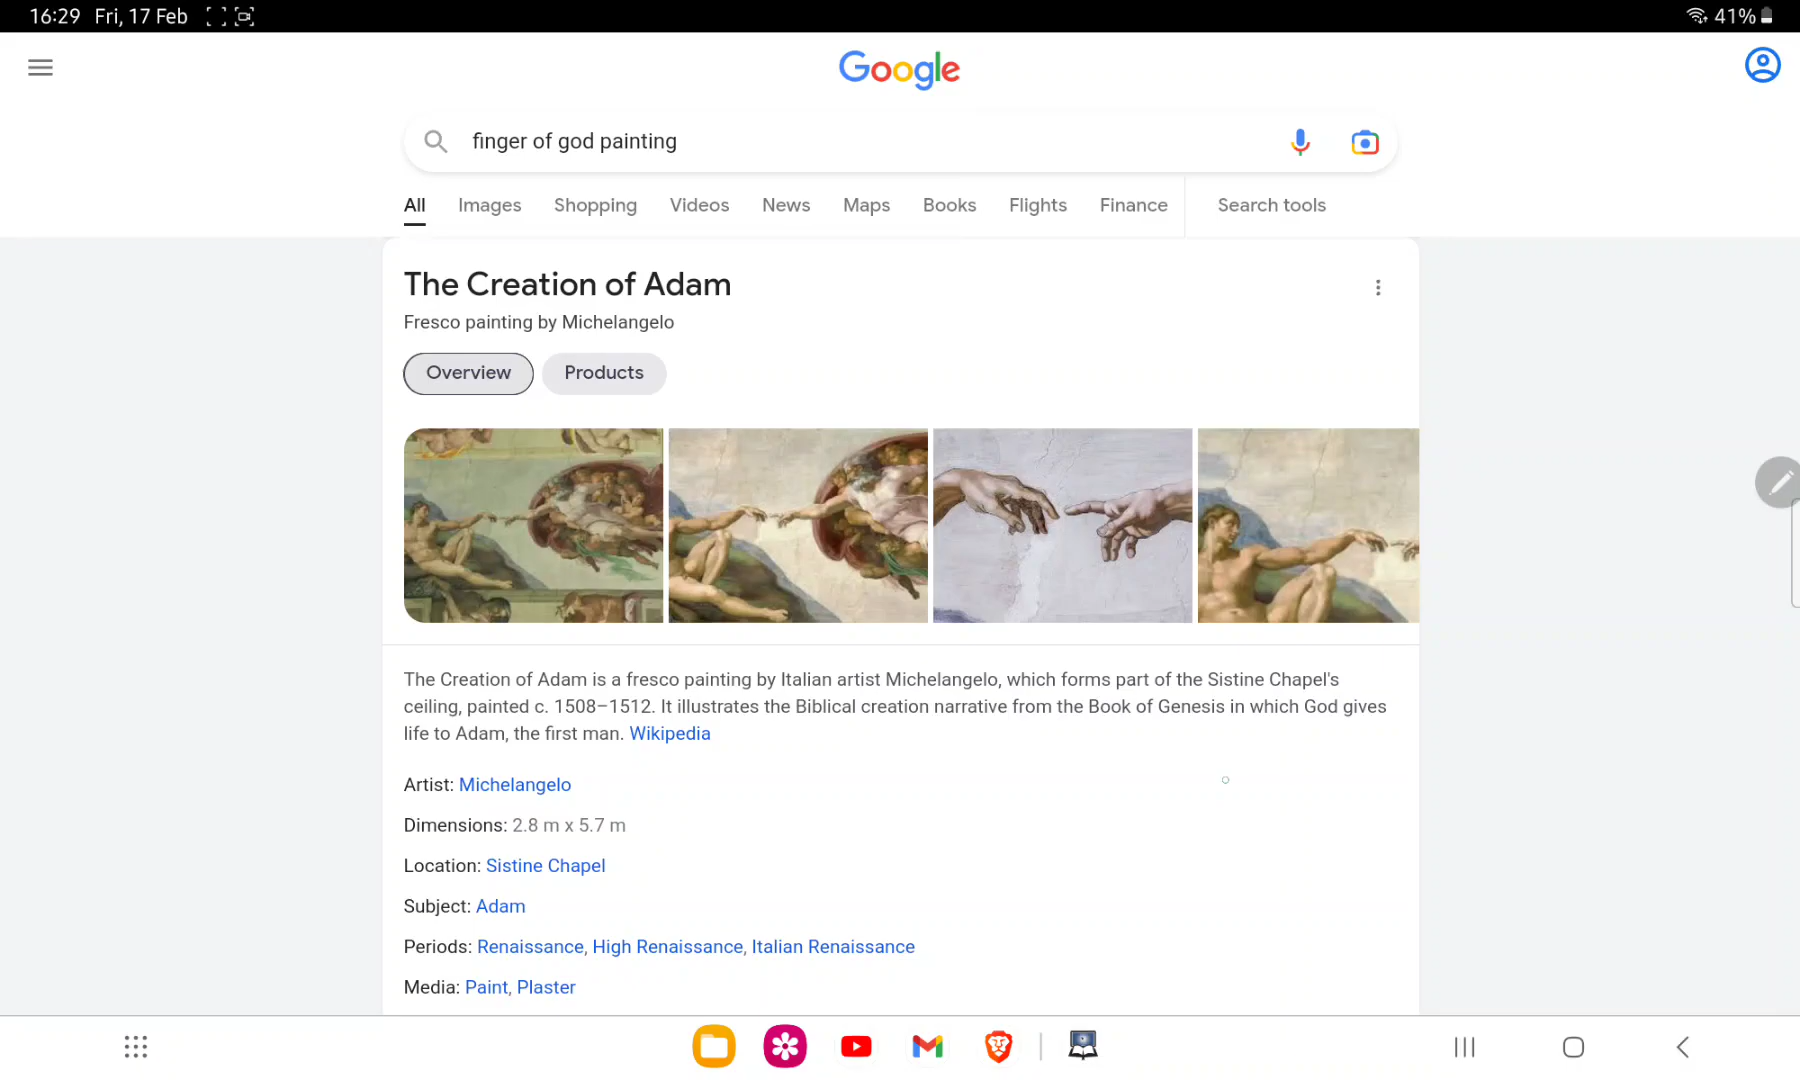 16:29 Fri, 17 Feb
41%
Google
finger of god painting
All Images Shopping Videos News Maps Books Flights Finance Search tools
The Creation of Adam
Fresco painting by Michelangelo
Overview Products
The Creation of Adam is a fresco painting by Italian artist Michelangelo, which forms part of the Sistine Chapel's
ceiling, painted c. 1508–1512. It illustrates the Biblical creation narrative from the Book of Genesis in which God gives
life to Adam, the first man. Wikipedia
Artist: Michelangelo
Dimensions: 2.8 m x 5.7 m
Location: Sistine Chapel
Subject: Adam
Periods: Renaissance, High Renaissance, Italian Renaissance
Media: Paint, Plaster